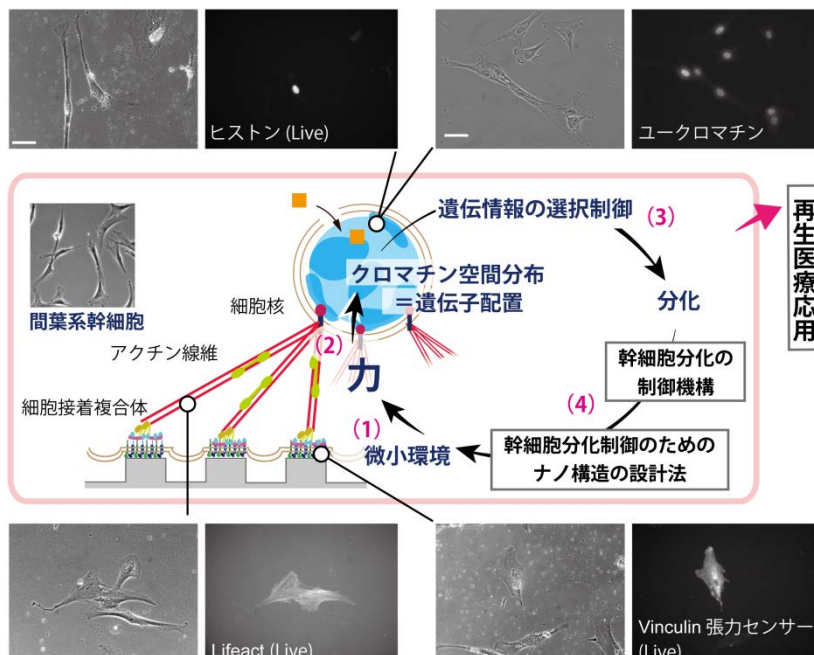 ヒストン (Live)
ユークロマチン
遺伝情報の選択制御
(3)
クロマチン空間分布
＝遺伝子配置
分化
再生医療応用
間葉系幹細胞
細胞核
アクチン線維
(2)
力
細胞接着複合体
幹細胞分化の
制御機構
(4)
(1)
微小環境
幹細胞分化制御のための
ナノ構造の設計法
Lifeact (Live)
Vinculin 張力センサー
(Live)